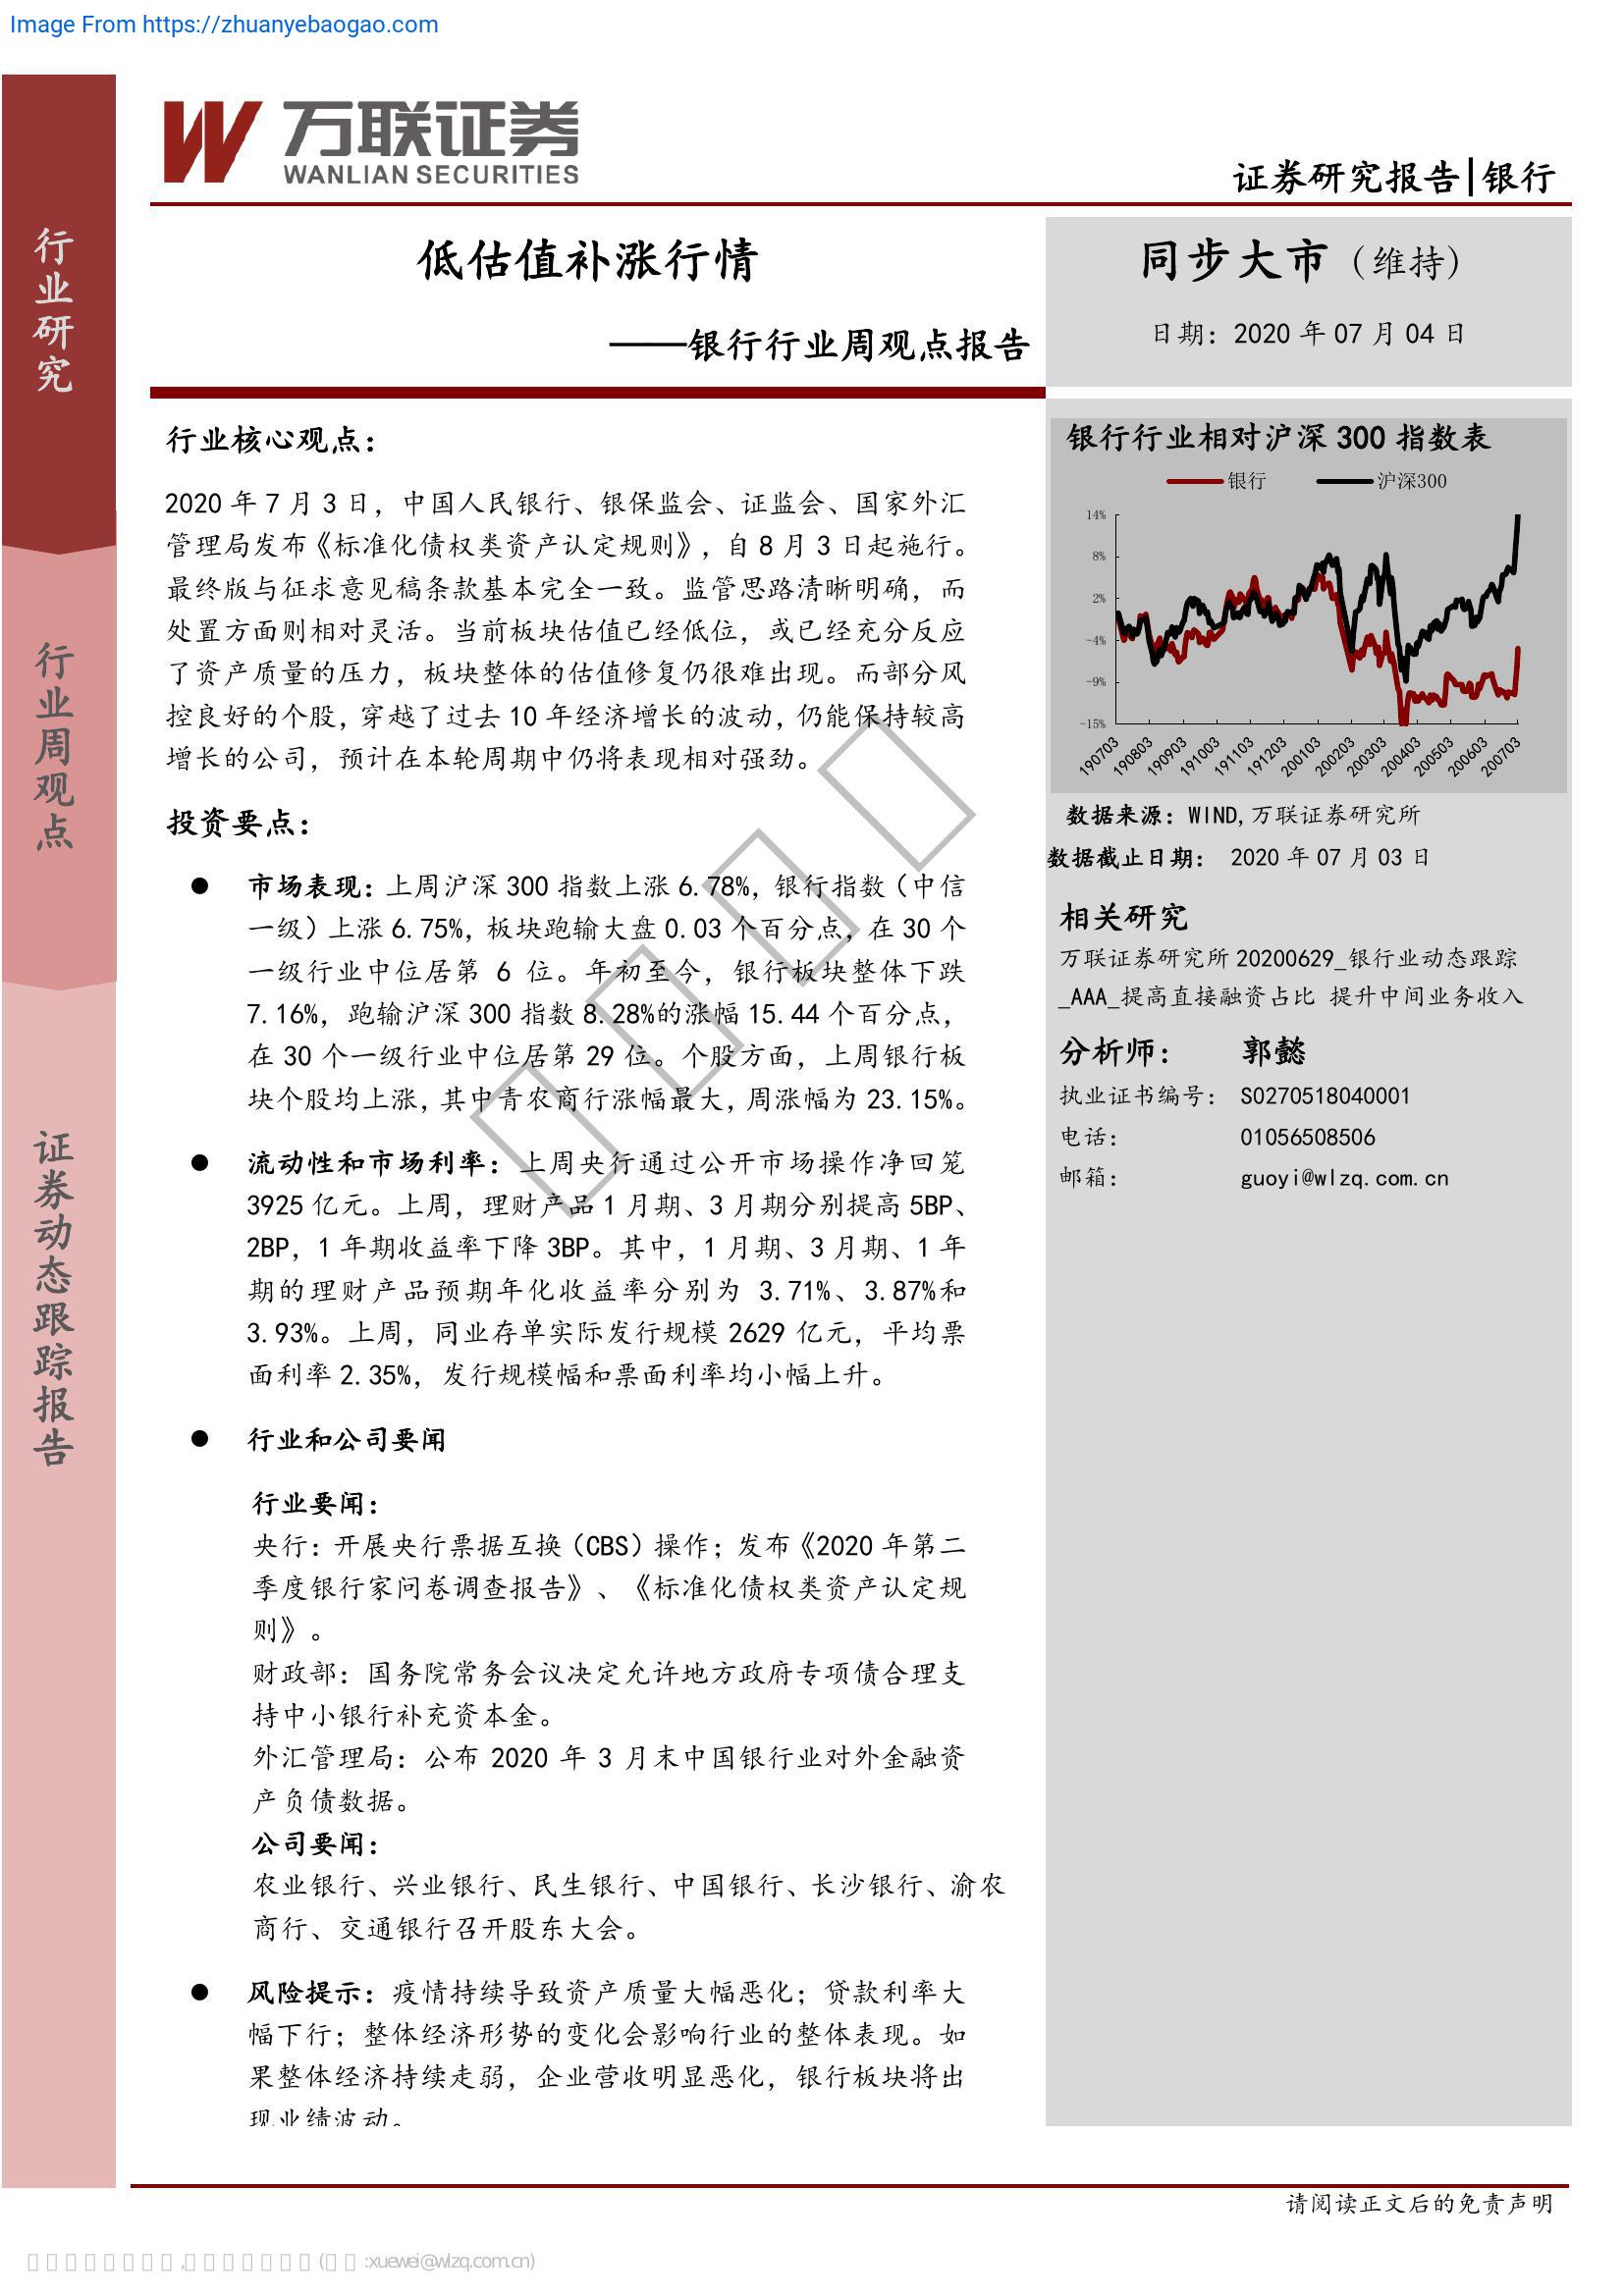 Image From https://zhuanyebaogao.com
万联证券
WANLIAN SECURITIES
证券研究报告|银行
行业研究
行业周观点
证券动态跟踪报告
低估值补涨行情
——银行行业周观点报告
同步大市（维持）
日期：2020 年 07 月 04 日
行业核心观点：
2020 年 7 月 3 日，中国人民银行、银保监会、证监会、国家外汇
管理局发布《标准化债权类资产认定规则》，自 8 月 3 日起施行。
最终版与征求意见稿条款基本完全一致。监管思路清晰明确，而
处置方面则相对灵活。当前板块估值已经低位，或已经充分反应
了资产质量的压力，板块整体的估值修复仍很难出现。而部分风
控良好的个股，穿越了过去 10 年经济增长的波动，仍能保持较高
增长的公司，预计在本轮周期中仍将表现相对强劲。
投资要点：
● 市场表现：上周沪深 300 指数上涨 6.78%，银行指数（中信
一级）上涨 6.75%，板块跑输大盘 0.03 个百分点，在 30 个
一级行业中位居第 6 位。年初至今，银行板块整体下跌
7.16%，跑输沪深 300 指数 8.28%的涨幅 15.44 个百分点，
在 30 个一级行业中位居第 29 位。个股方面，上周银行板
块个股均上涨，其中青农商行涨幅最大，周涨幅为 23.15%。
● 流动性和市场利率：上周央行通过公开市场操作净回笼
3925 亿元。上周，理财产品 1 月期、3 月期分别提高 5BP、
2BP，1 年期收益率下降 3BP。其中，1 月期、3 月期、1 年
期的理财产品预期年化收益率分别为 3.71%、3.87%和
3.93%。上周，同业存单实际发行规模 2629 亿元，平均票
面利率 2.35%，发行规模幅和票面利率均小幅上升。
● 行业和公司要闻
行业要闻：
央行：开展央行票据互换（CBS）操作；发布《2020 年第二
季度银行家问卷调查报告》、《标准化债权类资产认定规
则》。
财政部：国务院常务会议决定允许地方政府专项债合理支
持中小银行补充资本金。
外汇管理局：公布 2020 年 3 月末中国银行业对外金融资
产负债数据。
公司要闻：
农业银行、兴业银行、民生银行、中国银行、长沙银行、渝农
商行、交通银行召开股东大会。
● 风险提示：疫情持续导致资产质量大幅恶化；贷款利率大
幅下行；整体经济形势的变化会影响行业的整体表现。如
果整体经济持续走弱，企业营收明显恶化，银行板块将出
现业绩波动。
银行行业相对沪深 300 指数表
银行 沪深300
14%
8%
2%
-4%
-9%
-15%
190703 190803 190903 191003 191103 191203 200103 200203 200303 200403 200503 200603 200703
数据来源：WIND,万联证券研究所
数据截止日期： 2020 年 07 月 03 日
相关研究
万联证券研究所 20200629_银行业动态跟踪
_AAA_提高直接融资占比 提升中间业务收入
分析师： 郭懿
执业证书编号： S0270518040001
电话： 01056508506
邮箱： guoyi@wlzq.com.cn
请阅读正文后的免责声明
:xuewei@wlzq.com.cn)